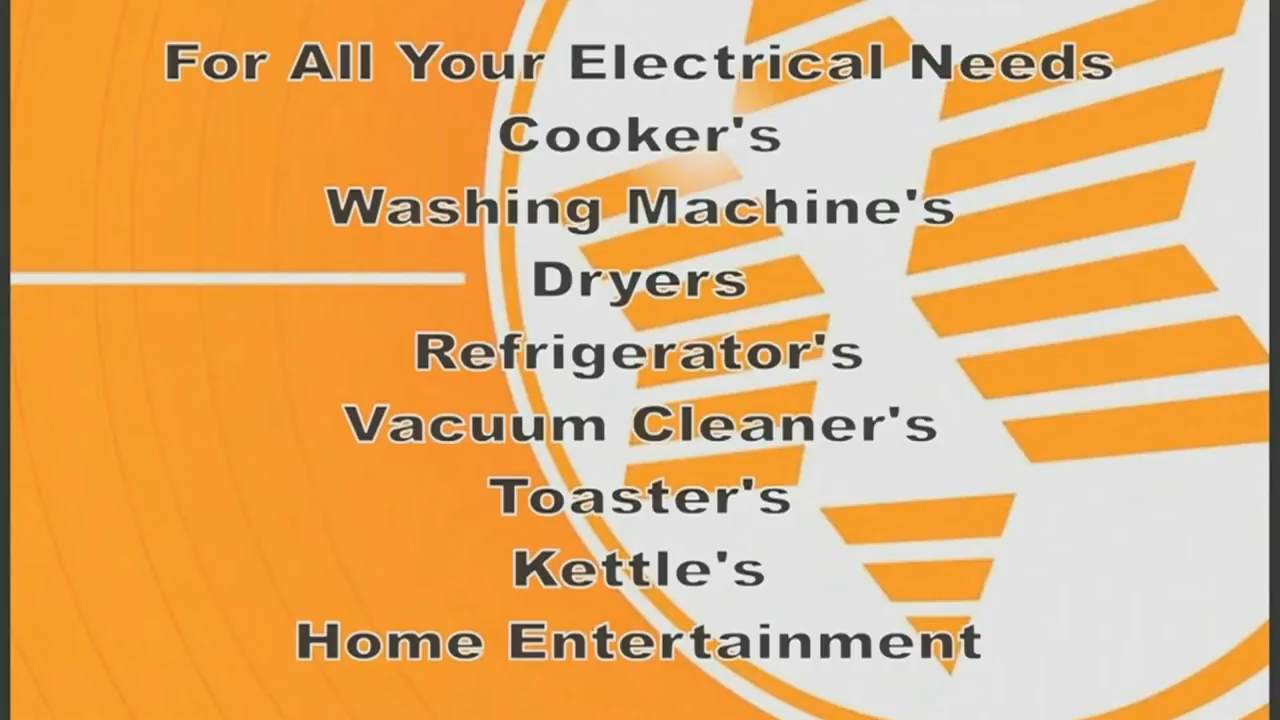 For All Your Electrical Needs
Cooker's
Washing Machine's
Dryers
Refrigerator's
Vacuum Cleaner's
Toaster's
Kettle's
Home Entertainment